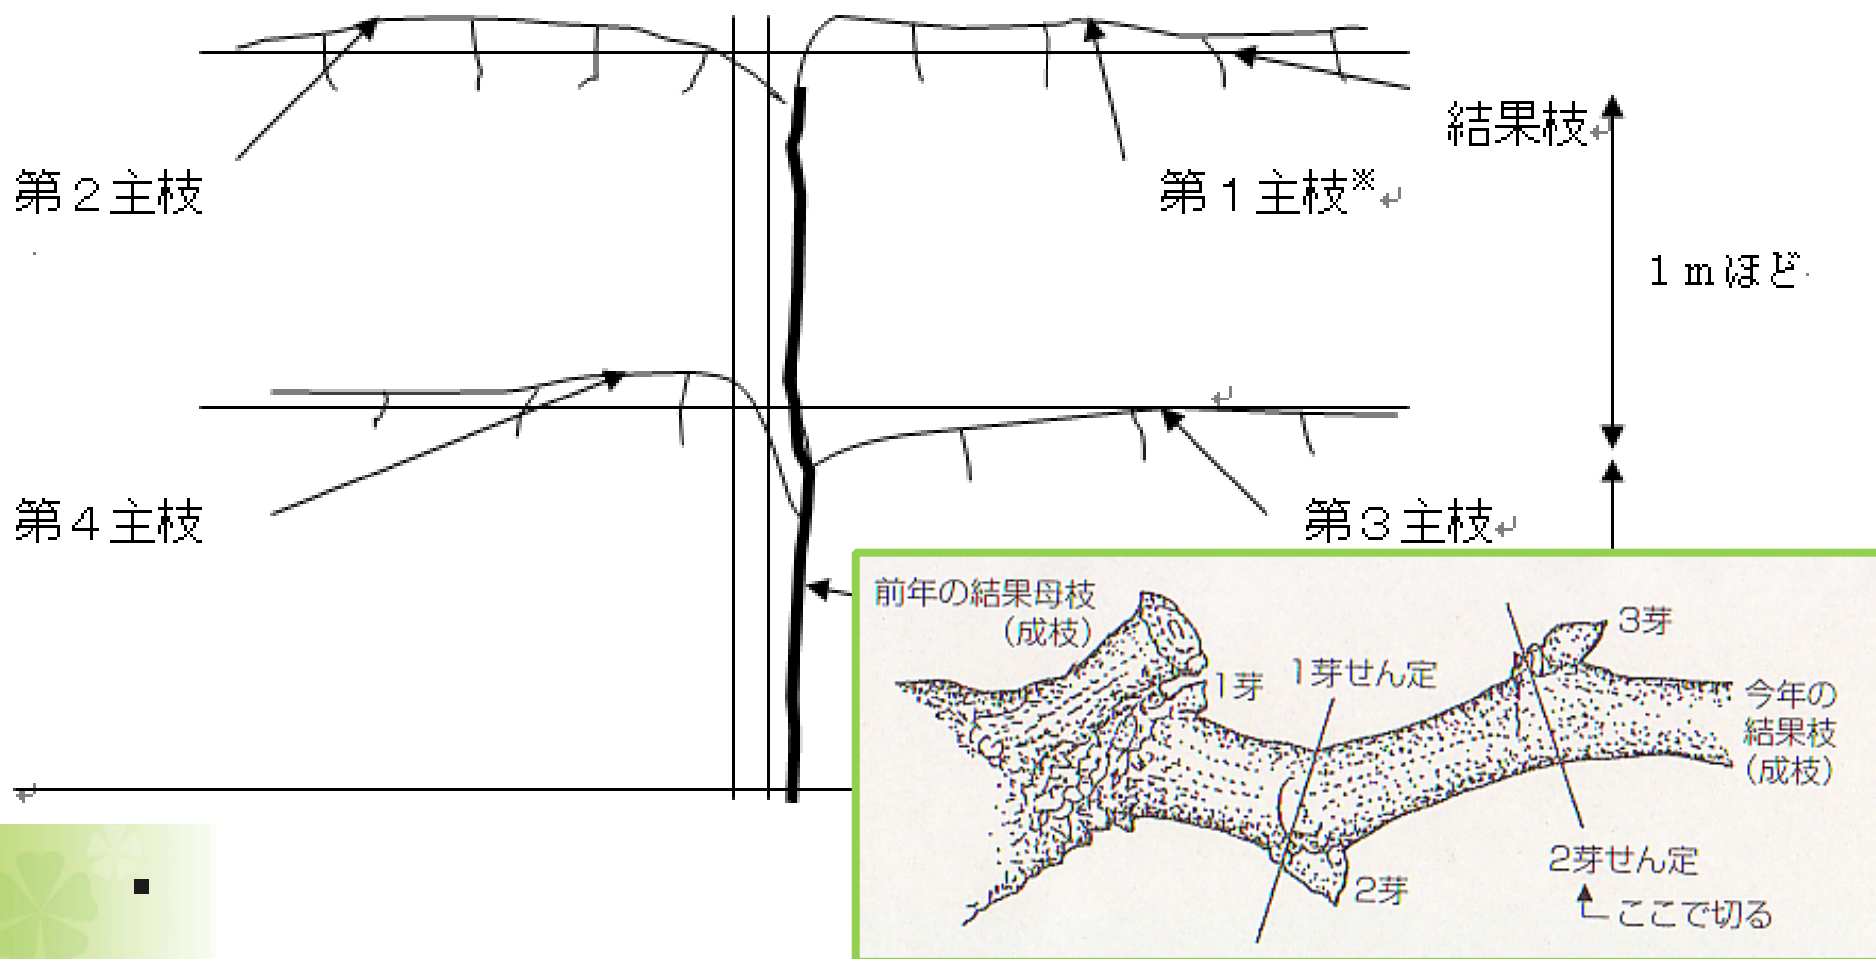 結果枝
第2主枝
第1主枝※
1mほど
第4主枝
第3主枝
前年の結果母枝
(成枝)
1芽
1芽せん定
3芽
今年の
結果枝
(成枝)
2芽
2芽せん定
ここで切る